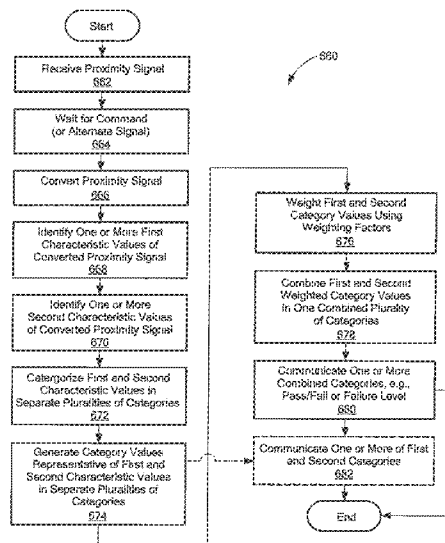 Start
660
Receive Proximity Signal
662
Wait for Command
(or Alternate Signal)
664
Convert Proximity Signal
666
Identify One or More First
Characteristic Values of
Converted Proximity Signal
668
Identify One or More
Second Characteristic Values
of Converted Proximity Signal
670
Catergorize First and Second
Characteristic Values in
Separate Pluralities of Categories
672
Generate Category Values
Representative of First and
Second Characteristic Values
in Separate Pluralities of
Categories
674
Weight First and Second
Category Values Using
Weighting Factors
676
Combine First and Second
Weighted Category Values
in One Combined Plurality
of Categories
678
Communicate One or More
Combined Categories, e.g.,
Pass/Fail or Failure Level
680
Communicate One or More of First
and Second Catagories
682
End